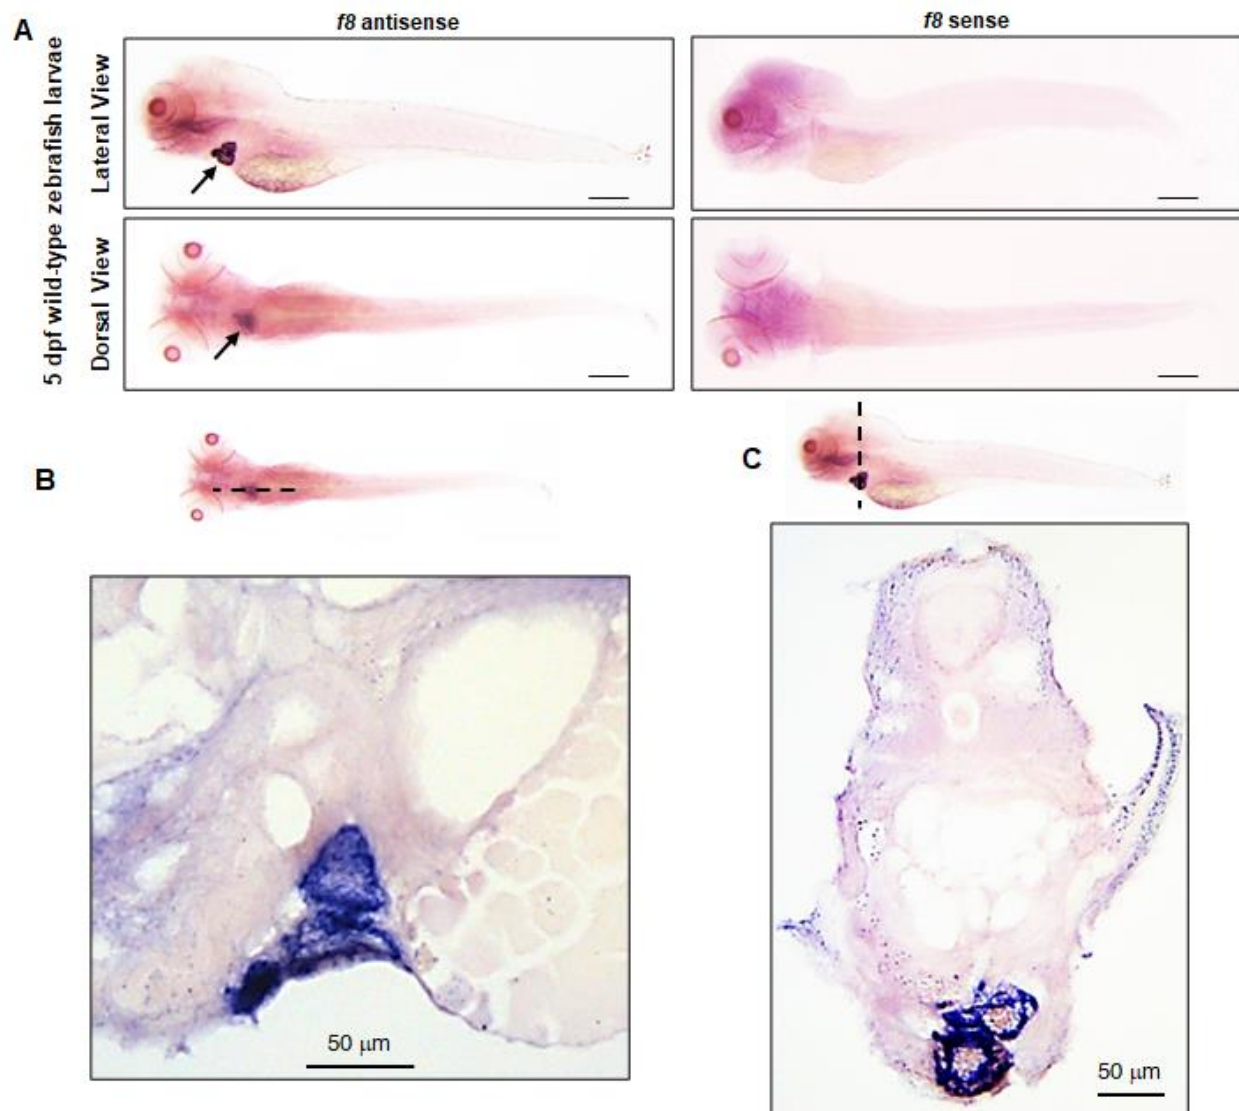 A
f8 antisense
f8 sense
5 dpf wild-type zebrafish larvae
Lateral View
Dorsal View
B
C
50 μm
50 μm